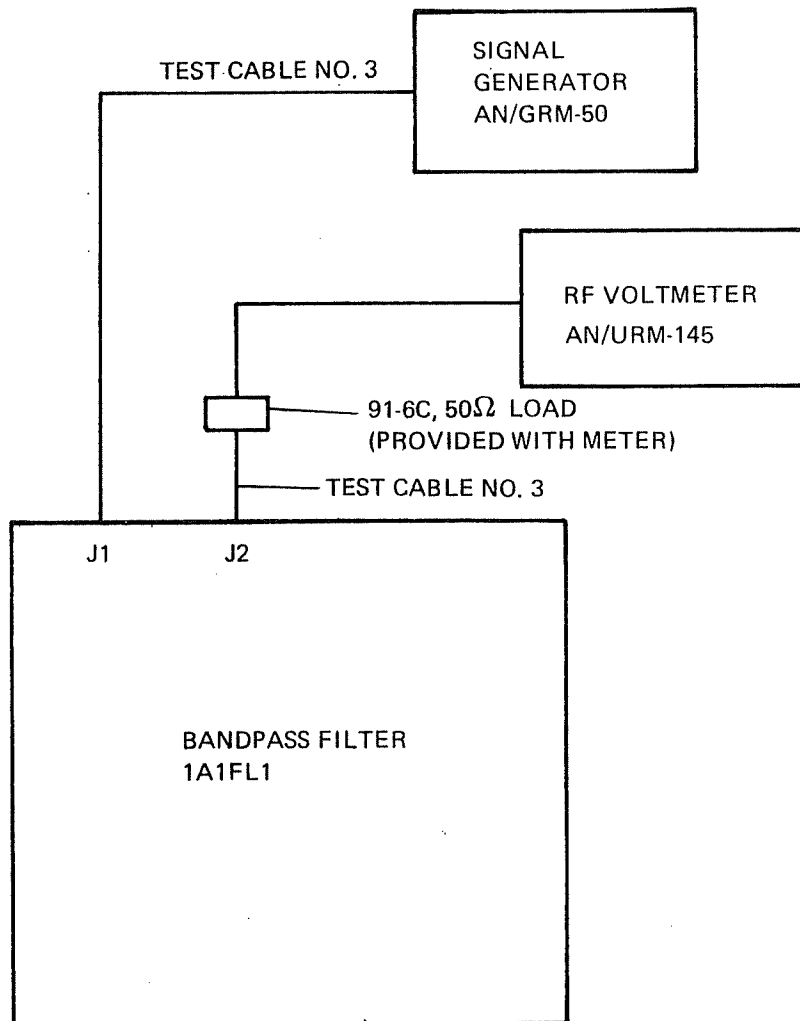 TEST CABLE NO. 3
SIGNAL
GENERATOR
AN/GRM-50
RF VOLTMETER
AN/URM-145
91-6C, 50Ω LOAD
(PROVIDED WITH METER)
TEST CABLE NO. 3
J1
J2
BANDPASS FILTER
1A1FL1